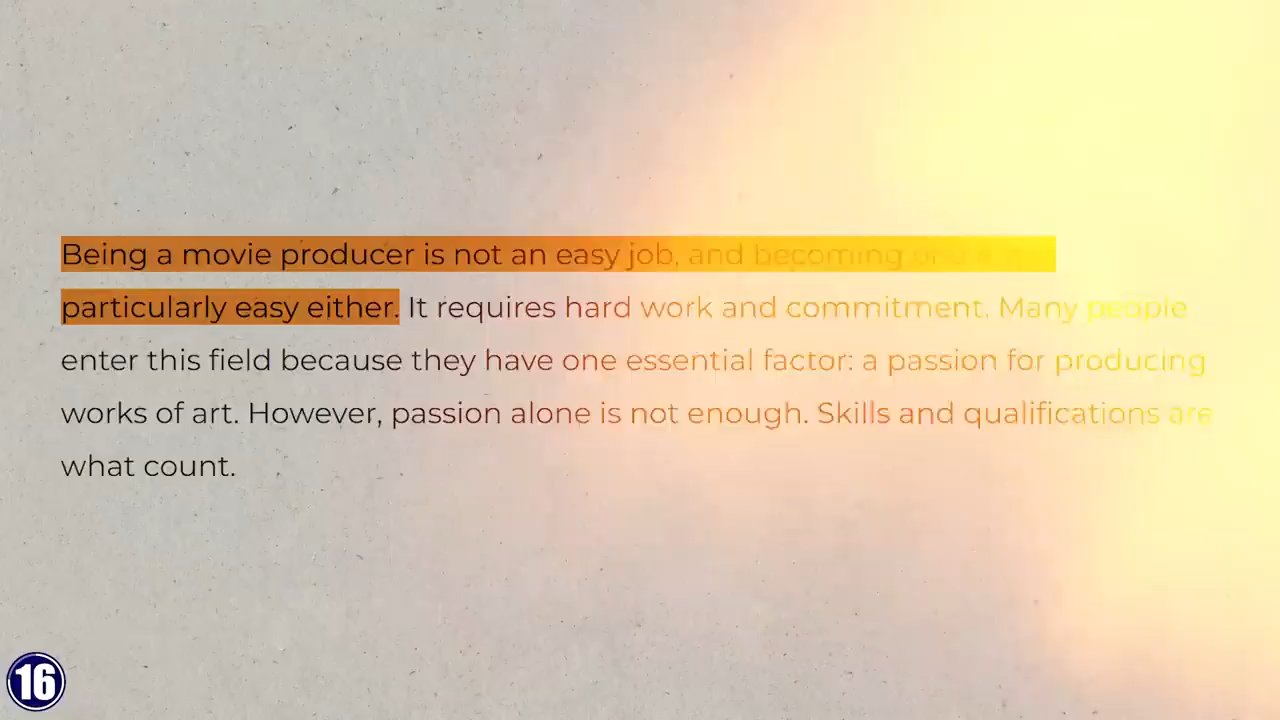 Being a movie producer is not an easy job, and becoming one
particularly easy either. It requires hard work and commitment. Many people
enter this field because they have one essential factor: a passion for producing
works of art. However, passion alone is not enough. Skills and qualifications are
what count.
16